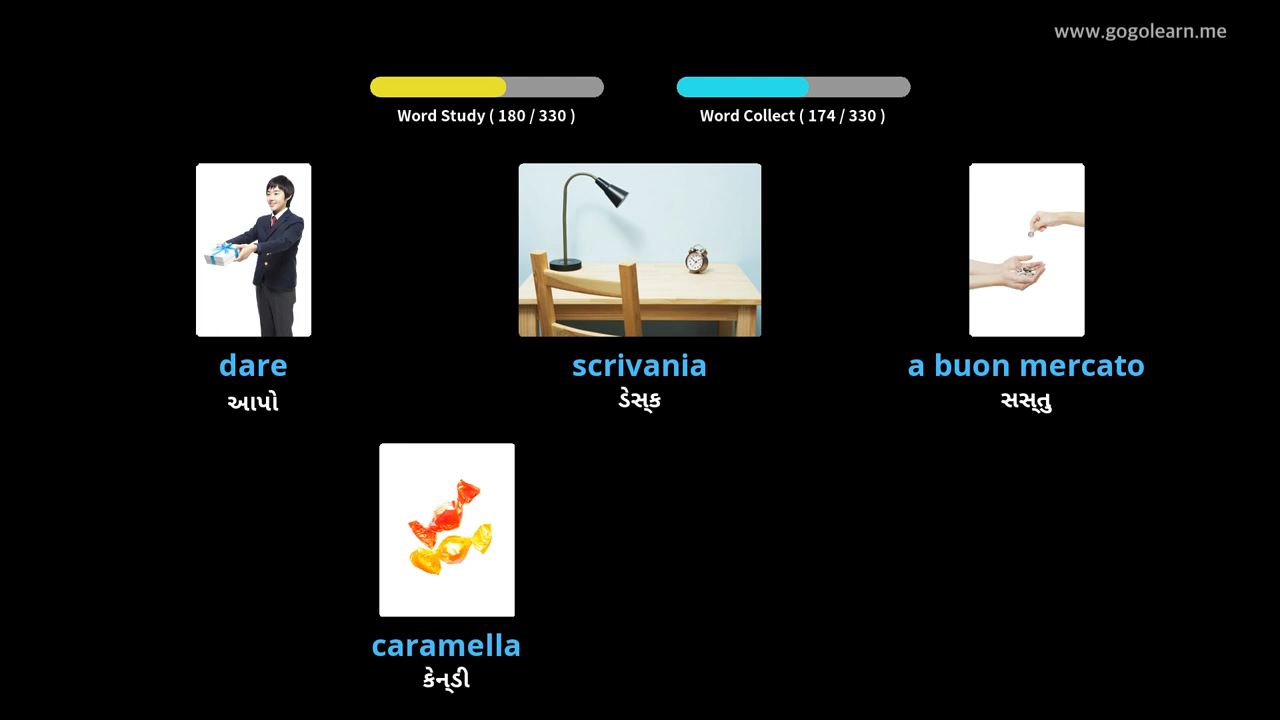 www.gogolearn.me
Word Study ( 180 / 330 )
Word Collect ( 174 / 330 )
dare
આપો
scrivania
ડેસ્ક
a buon mercato
સસ્તુ
caramella
કેન્ડી